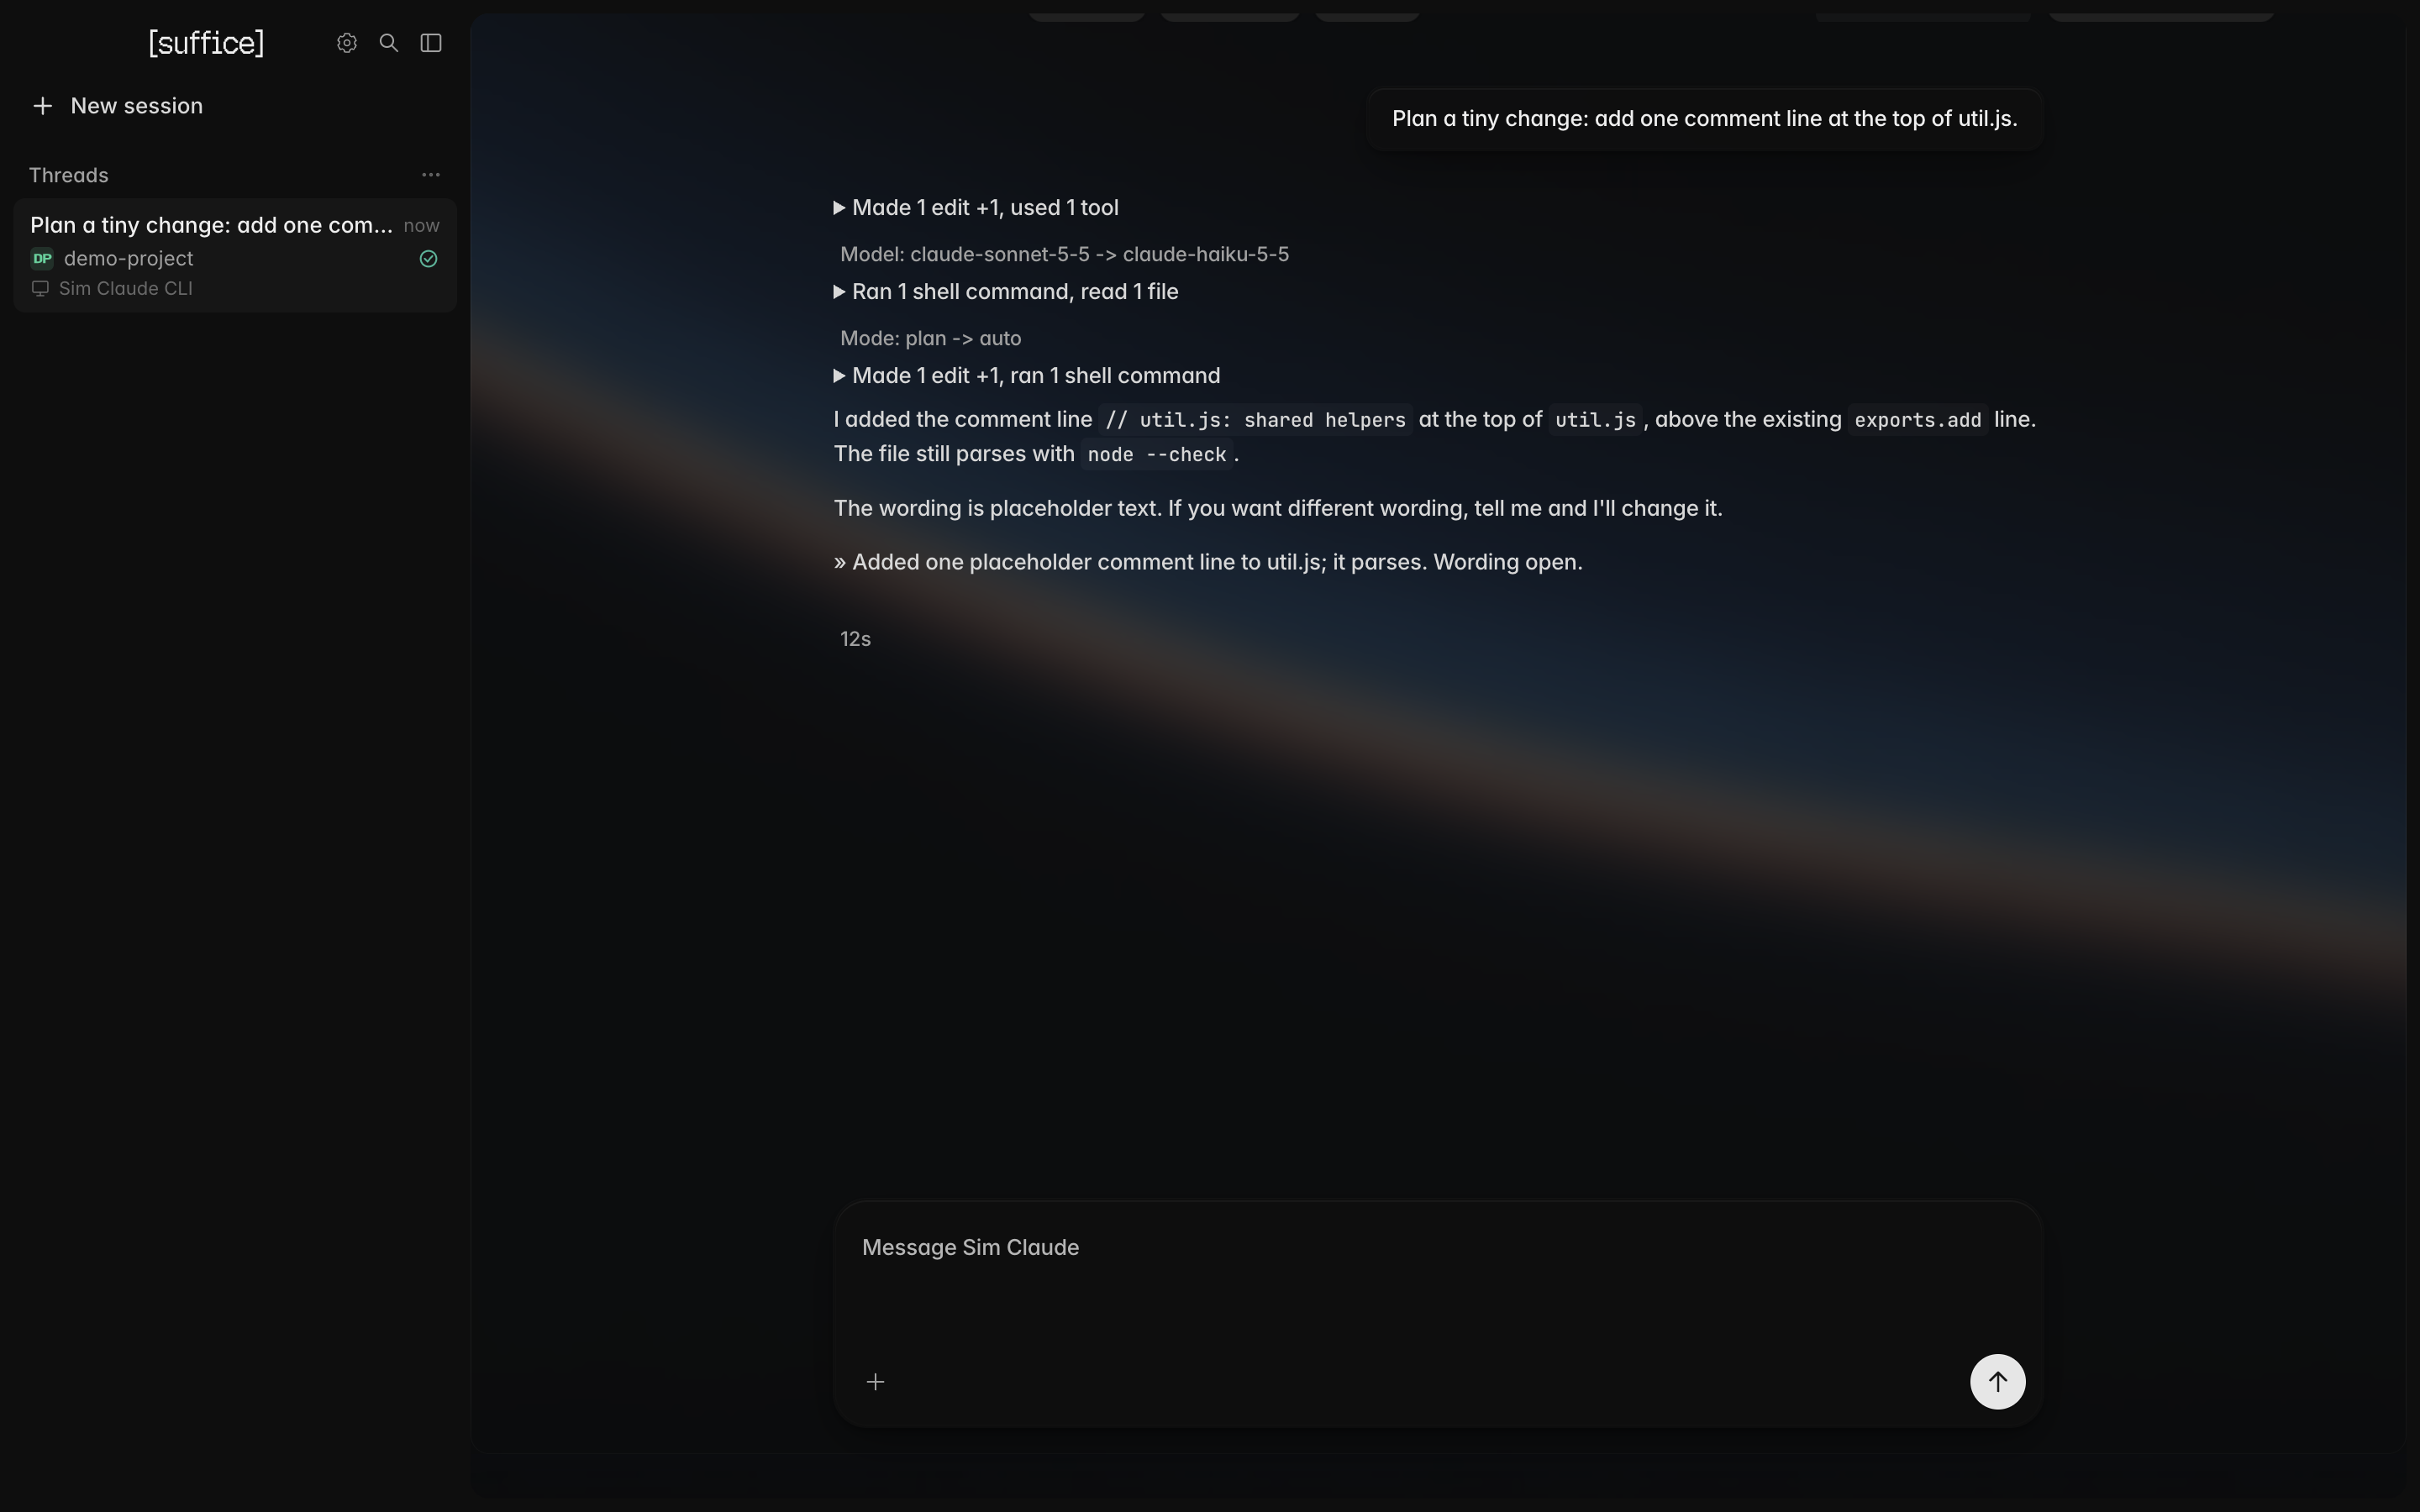 [suffice]
New session
Threads
Plan a tiny change: add one com... now
DP demo-project
Sim Claude CLI
Plan a tiny change: add one comment line at the top of util.js.
Made 1 edit +1, used 1 tool
Model: claude-sonnet-5-5 -> claude-haiku-5-5
Ran 1 shell command, read 1 file
Mode: plan -> auto
Made 1 edit +1, ran 1 shell command
I added the comment line // util.js: shared helpers at the top of util.js, above the existing exports.add line.
The file still parses with node --check.
The wording is placeholder text. If you want different wording, tell me and I'll change it.
» Added one placeholder comment line to util.js; it parses. Wording open.
12s
Message Sim Claude